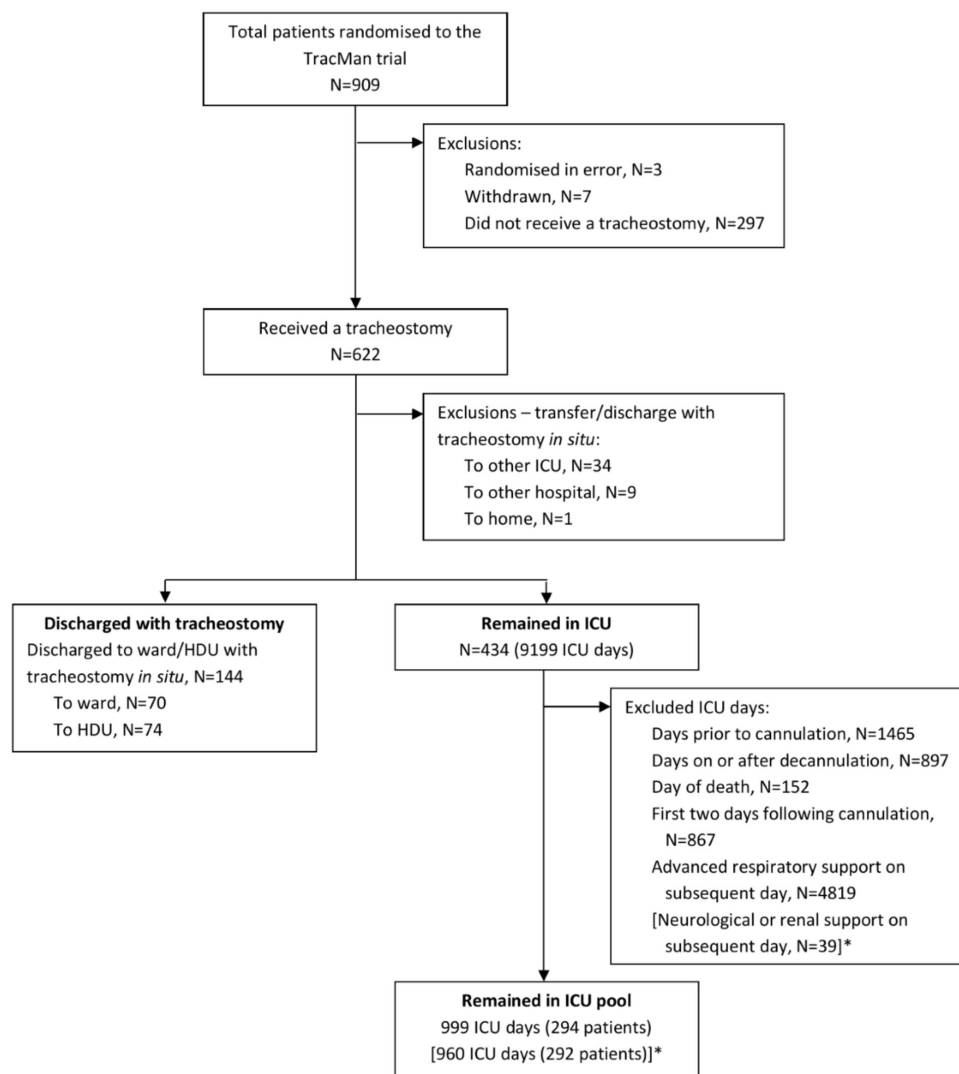 Total patients randomised to the
TracMan trial
N=909
Exclusions:
Randomised in error, N=3
Withdrawn, N=7
Did not receive a tracheostomy, N=297
Received a tracheostomy
N=622
Exclusions – transfer/discharge with
tracheostomy in situ:
To other ICU, N=34
To other hospital, N=9
To home, N=1
Discharged with tracheostomy
Discharged to ward/HDU with
tracheostomy in situ, N=144
To ward, N=70
To HDU, N=74
Remained in ICU
N=434 (9199 ICU days)
Excluded ICU days:
Days prior to cannulation, N=1465
Days on or after decannulation, N=897
Day of death, N=152
First two days following cannulation,
N=867
Advanced respiratory support on
subsequent day, N=4819
[Neurological or renal support on
subsequent day, N=39]*
Remained in ICU pool
999 ICU days (294 patients)
[960 ICU days (292 patients)]*